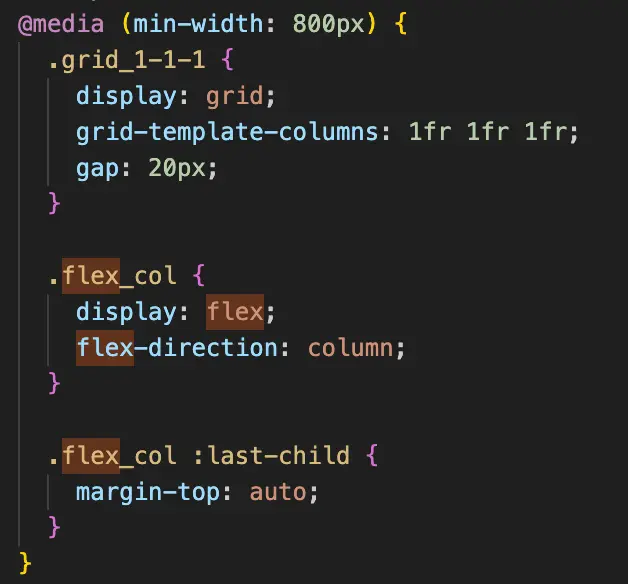 @media (min-width: 800px) {
.grid_1-1-1 {
display: grid;
grid-template-columns: 1fr 1fr 1fr;
gap: 20px;
}
.flex_col {
display: flex;
flex-direction: column;
}
.flex_col :last-child {
margin-top: auto;
}
}